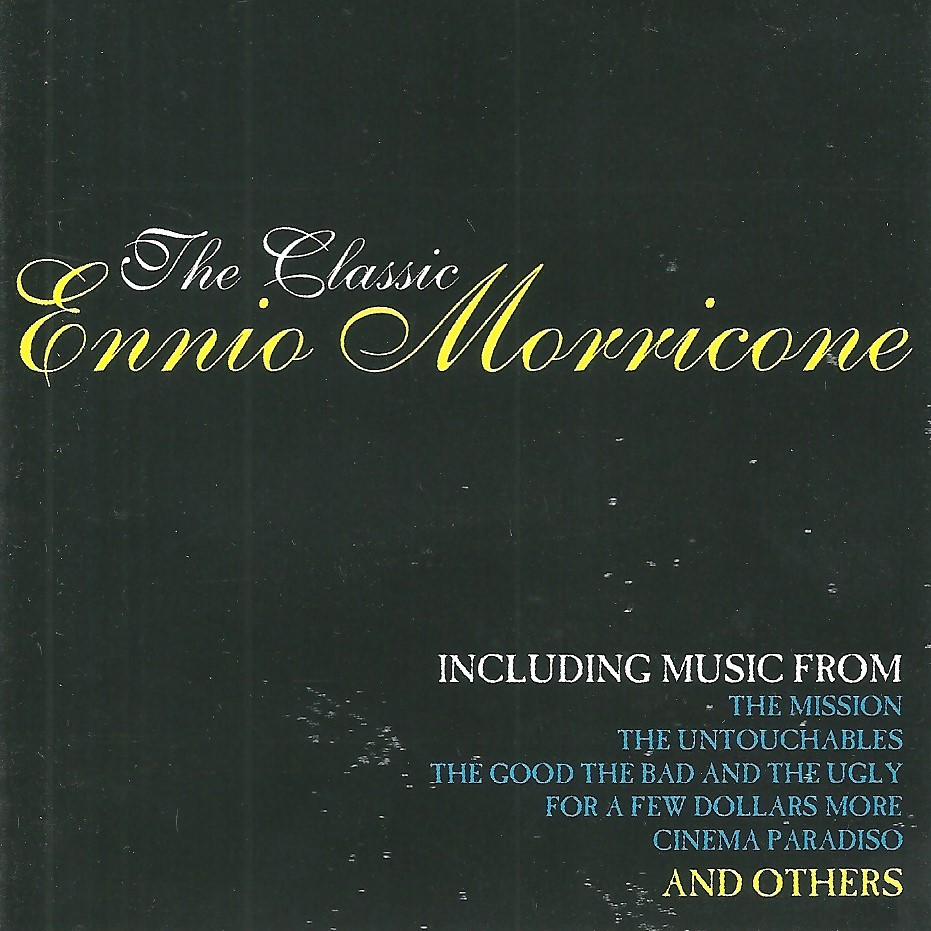 The Classic
Ennio Morricone
INCLUDING MUSIC FROM
THE MISSION
THE UNTOUCHABLES
THE GOOD THE BAD AND THE UGLY
FOR A FEW DOLLARS MORE
CINEMA PARADISO
AND OTHERS